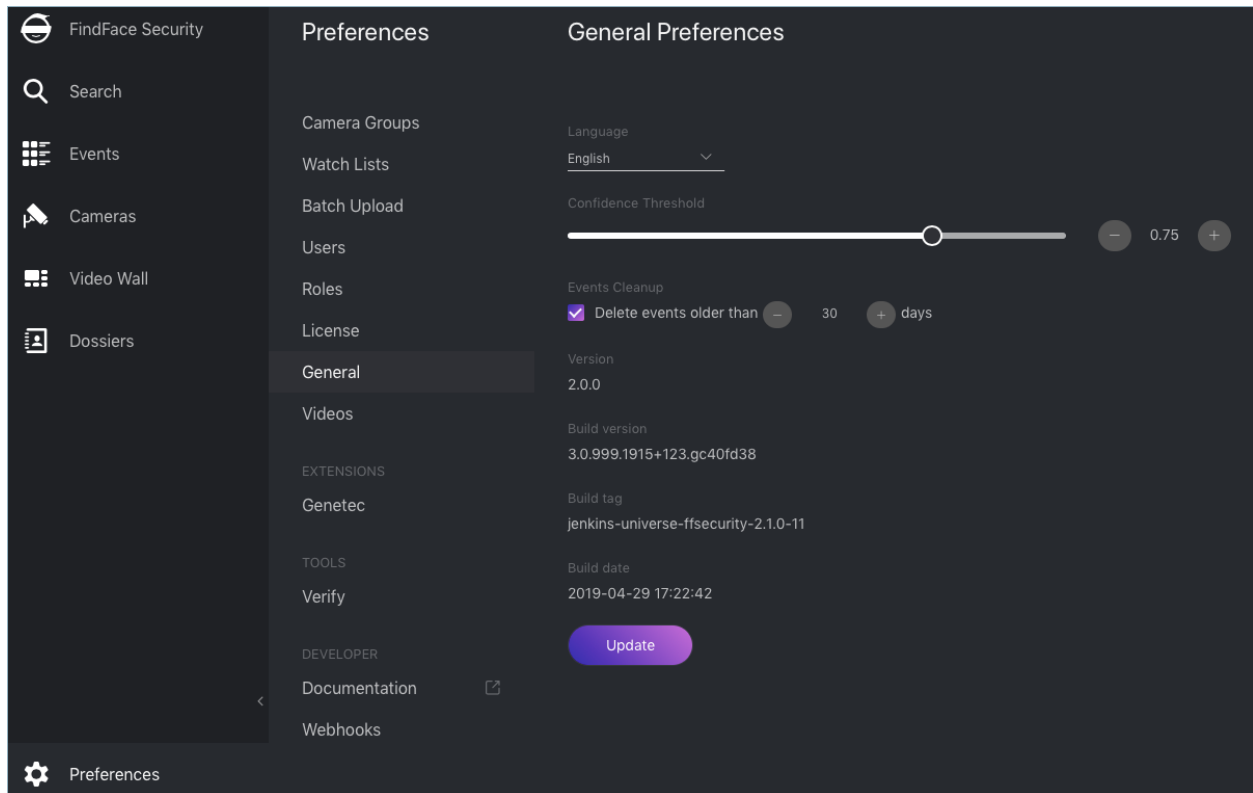 FindFace Security
Search
Events
Cameras
Video Wall
Dossiers
Preferences
Preferences
Camera Groups
Watch Lists
Batch Upload
Users
Roles
License
General
Videos
EXTENSIONS
Genetec
TOOLS
Verify
DEVELOPER
Documentation
Webhooks
General Preferences
Language
English
Confidence Threshold
− 0.75 +
Events Cleanup
Delete events older than − 30 + days
Version
2.0.0
Build version
3.0.999.1915+123.gc40fd38
Build tag
jenkins-universe-ffsecurity-2.1.0-11
Build date
2019-04-29 17:22:42
Update